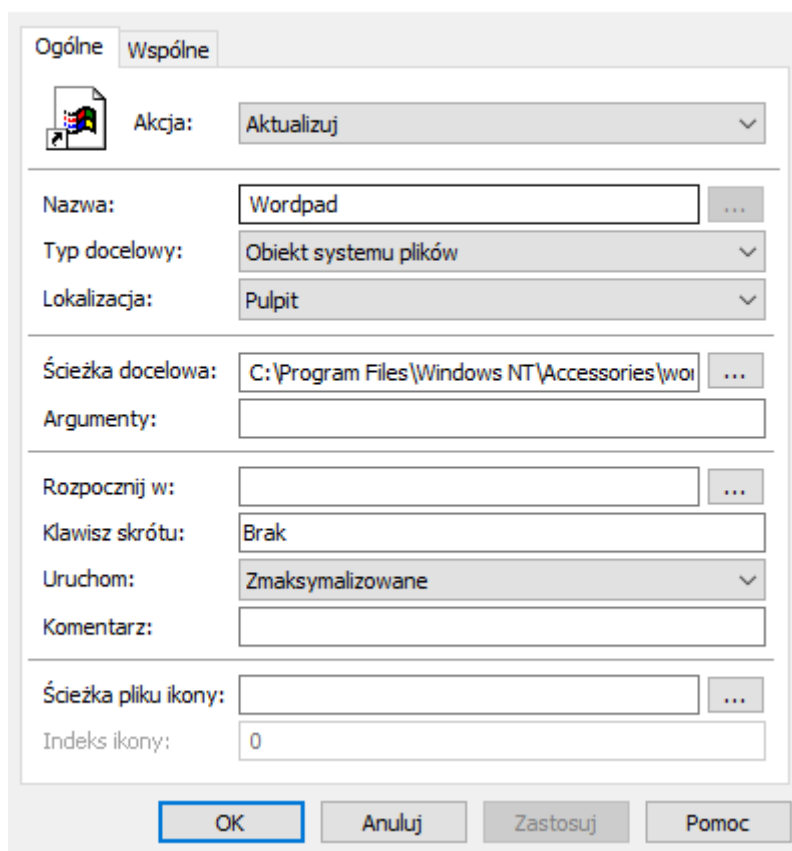 Ogólne Wspólne
Akcja: Aktualizuj
Nazwa: Wordpad ...
Typ docelowy: Obiekt systemu plików
Lokalizacja: Pulpit
Ścieżka docelowa: C:\Program Files\Windows NT\Accessories\wor ...
Argumenty:
Rozpocznij w: ...
Klawisz skrótu: Brak
Uruchom: Zmaksymalizowane
Komentarz:
Ścieżka pliku ikony: ...
Indeks ikony: 0
OK Anuluj Zastosuj Pomoc